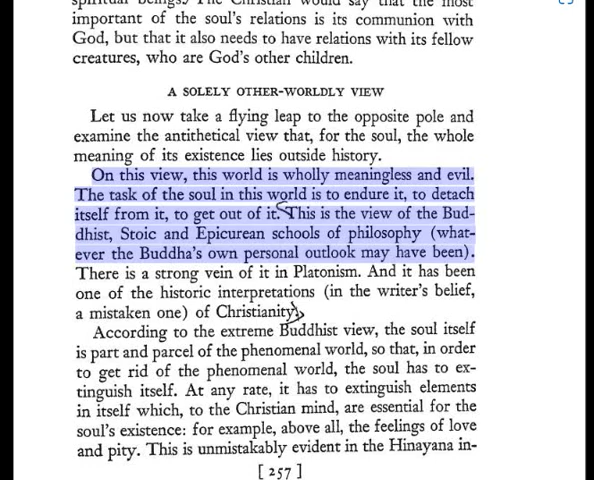 spiritual beings. The Christian would say that the most
important of the soul's relations is its communion with
God, but that it also needs to have relations with its fellow
creatures, who are God's other children.
A SOLELY OTHER-WORLDLY VIEW
Let us now take a flying leap to the opposite pole and
examine the antithetical view that, for the soul, the whole
meaning of its existence lies outside history.
On this view, this world is wholly meaningless and evil.
The task of the soul in this world is to endure it, to detach
itself from it, to get out of it. This is the view of the Bud-
dhist, Stoic and Epicurean schools of philosophy (what-
ever the Buddha's own personal outlook may have been).
There is a strong vein of it in Platonism. And it has been
one of the historic interpretations (in the writer's belief,
a mistaken one) of Christianity.
According to the extreme Buddhist view, the soul itself
is part and parcel of the phenomenal world, so that, in order
to get rid of the phenomenal world, the soul has to ex-
tinguish itself. At any rate, it has to extinguish elements
in itself which, to the Christian mind, are essential for the
soul's existence: for example, above all, the feelings of love
and pity. This is unmistakably evident in the Hinayana in-
[ 257 ]